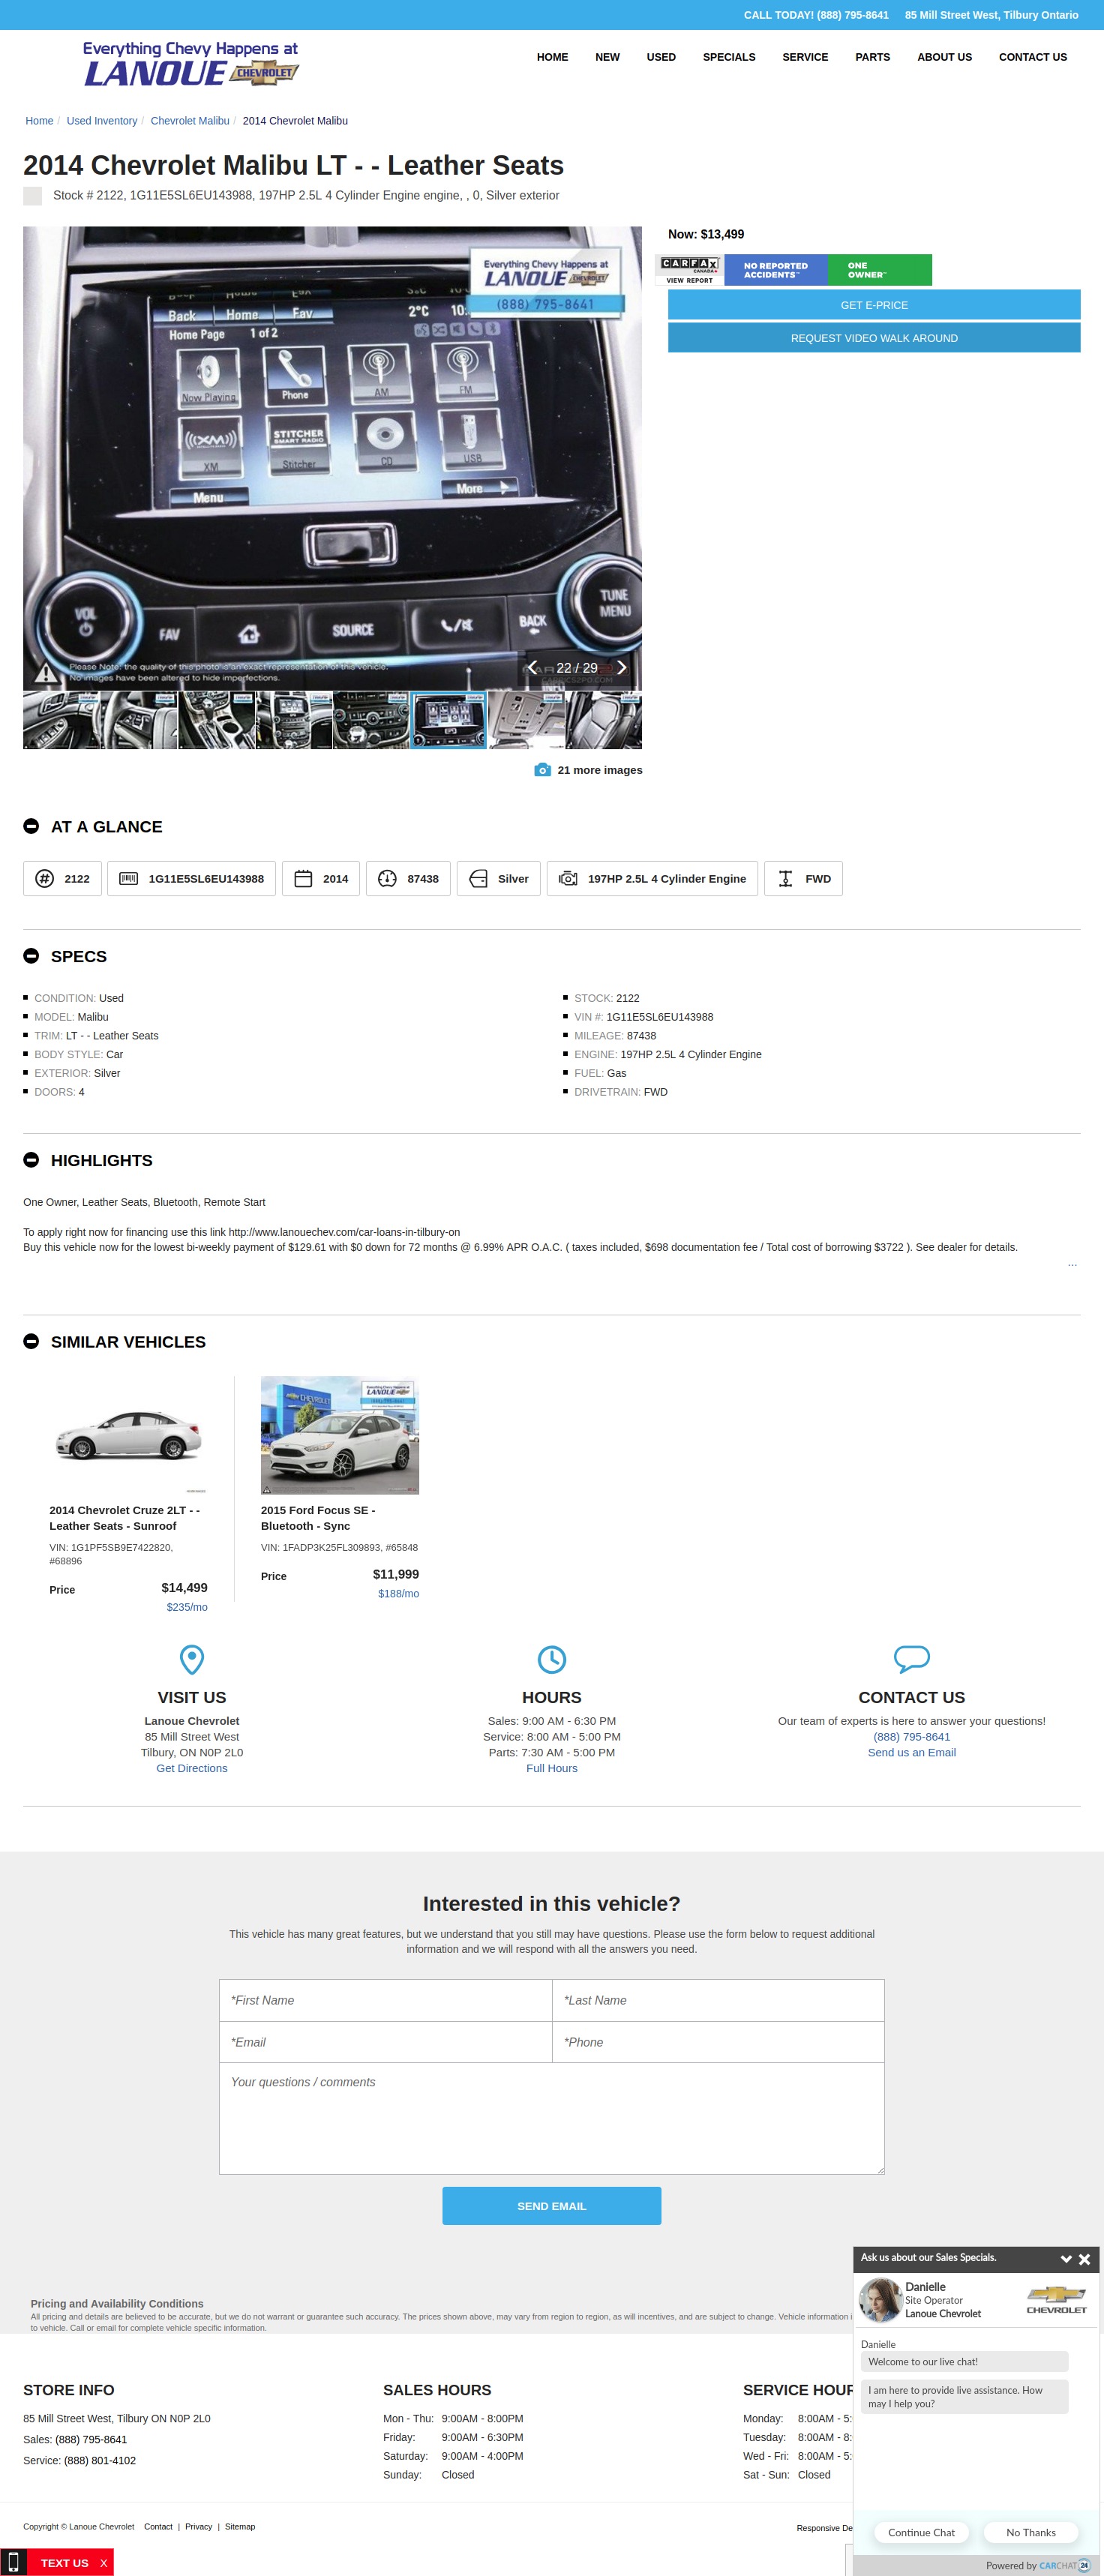 CALL TODAY! (888) 795-8641 85 Mill Street West, Tilbury Ontario
Everything Chevy Happens at
LANOUE CHEVROLET
HOME NEW USED SPECIALS SERVICE PARTS ABOUT US CONTACT US
Home / Used Inventory / Chevrolet Malibu / 2014 Chevrolet Malibu
2014 Chevrolet Malibu LT - - Leather Seats
Stock # 2122, 1G11E5SL6EU143988, 197HP 2.5L 4 Cylinder Engine engine, , 0, Silver exterior
Everything Chevy Happens at
LANOUE CHEVROLET
(888) 795-8641
Back Home Fav
2°C
Home Page 1 of 2
Now Playing Phone AM FM
((XM)) STITCHER SMART RADIO
XM Stitcher CD USB
Menu More
VOL FAV SOURCE BACK TUNE MENU
Please Note: the quality of this photo is an exact representation of this vehicle.
No images have been altered to hide imperfections.
22 / 29
21 more images
Now: $13,499
CARFAX CANADA
VIEW REPORT
NO REPORTED ACCIDENTS
ONE OWNER
GET E-PRICE
REQUEST VIDEO WALK AROUND
AT A GLANCE
2122 1G11E5SL6EU143988 2014 87438 Silver 197HP 2.5L 4 Cylinder Engine FWD
SPECS
CONDITION: Used
MODEL: Malibu
TRIM: LT - - Leather Seats
BODY STYLE: Car
EXTERIOR: Silver
DOORS: 4
STOCK: 2122
VIN #: 1G11E5SL6EU143988
MILEAGE: 87438
ENGINE: 197HP 2.5L 4 Cylinder Engine
FUEL: Gas
DRIVETRAIN: FWD
HIGHLIGHTS
One Owner, Leather Seats, Bluetooth, Remote Start
To apply right now for financing use this link http://www.lanouechev.com/car-loans-in-tilbury-on
Buy this vehicle now for the lowest bi-weekly payment of $129.61 with $0 down for 72 months @ 6.99% APR O.A.C. ( taxes included, $698 documentation fee / Total cost of borrowing $3722 ). See dealer for details.
...
SIMILAR VEHICLES
2014 Chevrolet Cruze 2LT - -
Leather Seats - Sunroof
VIN: 1G1PF5SB9E7422820,
#68896
Price $14,499
$235/mo
2015 Ford Focus SE -
Bluetooth - Sync
VIN: 1FADP3K25FL309893, #65848
Price $11,999
$188/mo
VISIT US
Lanoue Chevrolet
85 Mill Street West
Tilbury, ON N0P 2L0
Get Directions
HOURS
Sales: 9:00 AM - 6:30 PM
Service: 8:00 AM - 5:00 PM
Parts: 7:30 AM - 5:00 PM
Full Hours
CONTACT US
Our team of experts is here to answer your questions!
(888) 795-8641
Send us an Email
Interested in this vehicle?
This vehicle has many great features, but we understand that you still may have questions. Please use the form below to request additional
information and we will respond with all the answers you need.
*First Name *Last Name
*Email *Phone
Your questions / comments
SEND EMAIL
Pricing and Availability Conditions
All pricing and details are believed to be accurate, but we do not warrant or guarantee such accuracy. The prices shown above, may vary from region to region, as will incentives, and are subject to change. Vehicle information
to vehicle. Call or email for complete vehicle specific information.
Ask us about our Sales Specials.
Danielle
Site Operator
Lanoue Chevrolet
CHEVROLET
Danielle
Welcome to our live chat!
I am here to provide live assistance. How
may I help you?
Continue Chat No Thanks
Powered by CARCHAT 24
STORE INFO
85 Mill Street West, Tilbury ON N0P 2L0
Sales: (888) 795-8641
Service: (888) 801-4102
SALES HOURS
Mon - Thu: 9:00AM - 8:00PM
Friday: 9:00AM - 6:30PM
Saturday: 9:00AM - 4:00PM
Sunday: Closed
SERVICE HOUR
Monday: 8:00AM - 5:
Tuesday: 8:00AM - 8:
Wed - Fri: 8:00AM - 5:
Sat - Sun: Closed
Copyright © Lanoue Chevrolet Contact | Privacy | Sitemap
Responsive De
TEXT US X